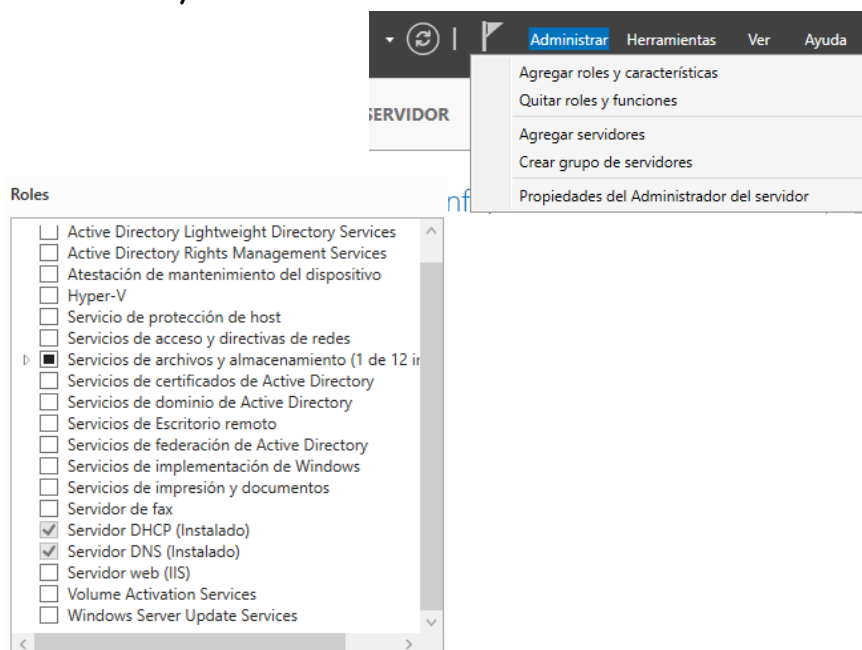 Administrar Herramientas Ver Ayuda
Agregar roles y características
Quitar roles y funciones
SERVIDOR
Agregar servidores
Crear grupo de servidores
Propiedades del Administrador del servidor
Roles
Active Directory Lightweight Directory Services
Active Directory Rights Management Services
Atestación de mantenimiento del dispositivo
Hyper-V
Servicio de protección de host
Servicios de acceso y directivas de redes
Servicios de archivos y almacenamiento (1 de 12 in
Servicios de certificados de Active Directory
Servicios de dominio de Active Directory
Servicios de Escritorio remoto
Servicios de federación de Active Directory
Servicios de implementación de Windows
Servicios de impresión y documentos
Servidor de fax
Servidor DHCP (Instalado)
Servidor DNS (Instalado)
Servidor web (IIS)
Volume Activation Services
Windows Server Update Services